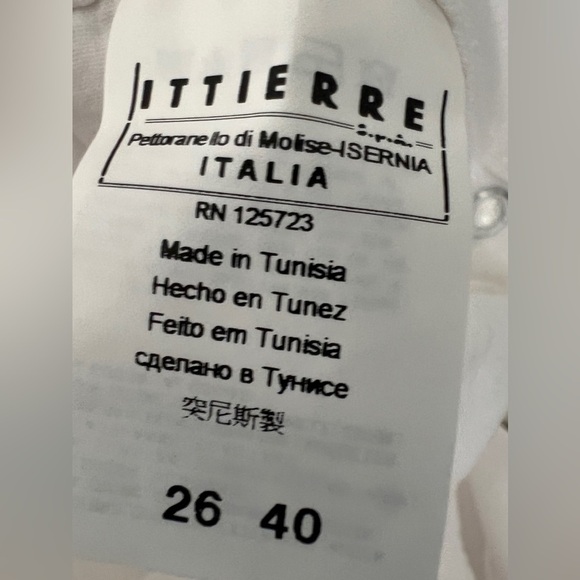 ITTIERRE
S.p.A.
Pettoranello di Molise-ISERNIA
ITALIA
RN 125723
Made in Tunisia
Hecho en Tunez
Feito em Tunisia
сделано в Тунисе
突尼斯製
26 40